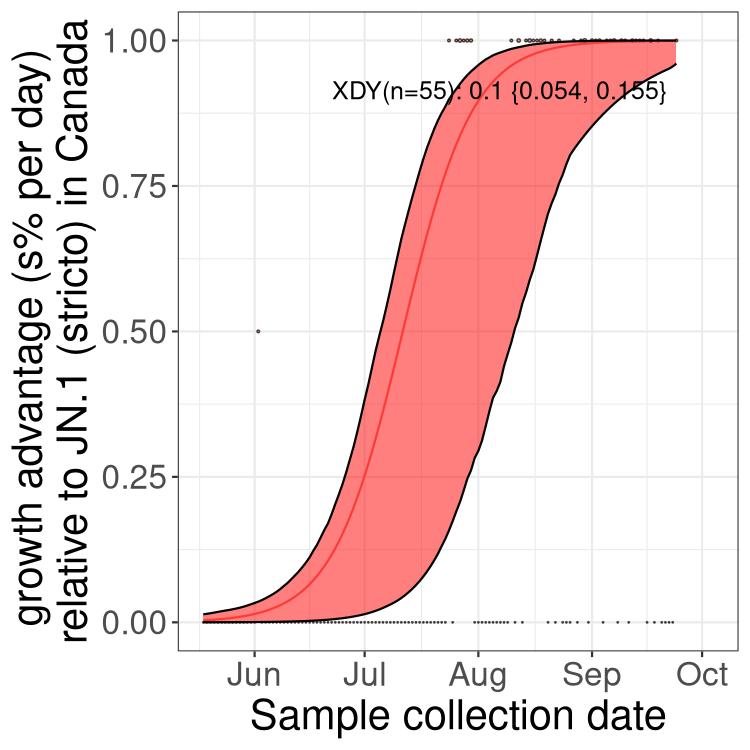 growth advantage (s% per day)
relative to JN.1 (stricto) in Canada
1.00
0.75
0.50
0.25
0.00
XDY(n=55): 0.1 {0.054, 0.155}
Jun Jul Aug Sep Oct
Sample collection date